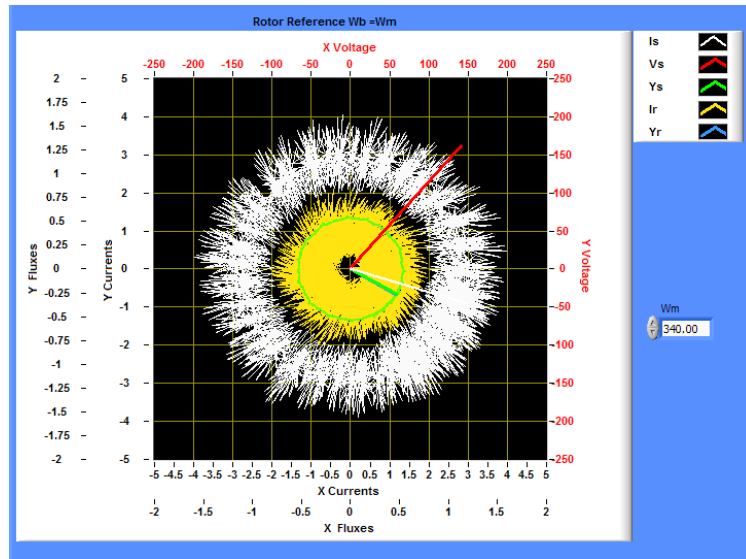 Rotor Reference Wb =Wm
X Voltage
-250 -200 -150 -100 -50 0 50 100 150 200 250
Is
Vs
Ys
Ir
Yr
2 5 250
1.75
1.5 4 200
1.25
1 3 150
0.75 2 100
0.5
0.25 1 50
0 0 0
-0.25
-0.5 -1 -50
-0.75 -2 -100
-1
-1.25 -3 -150
-1.5 -4 -200
-1.75
-2 -5 -250
Y Fluxes
Y Currents
Y Voltage
Wm
340.00
-5 -4.5 -4 -3.5 -3 -2.5 -2 -1.5 -1 -0.5 0 0.5 1 1.5 2 2.5 3 3.5 4 4.5 5
X Currents
-2 -1.5 -1 -0.5 0 0.5 1 1.5 2
X Fluxes